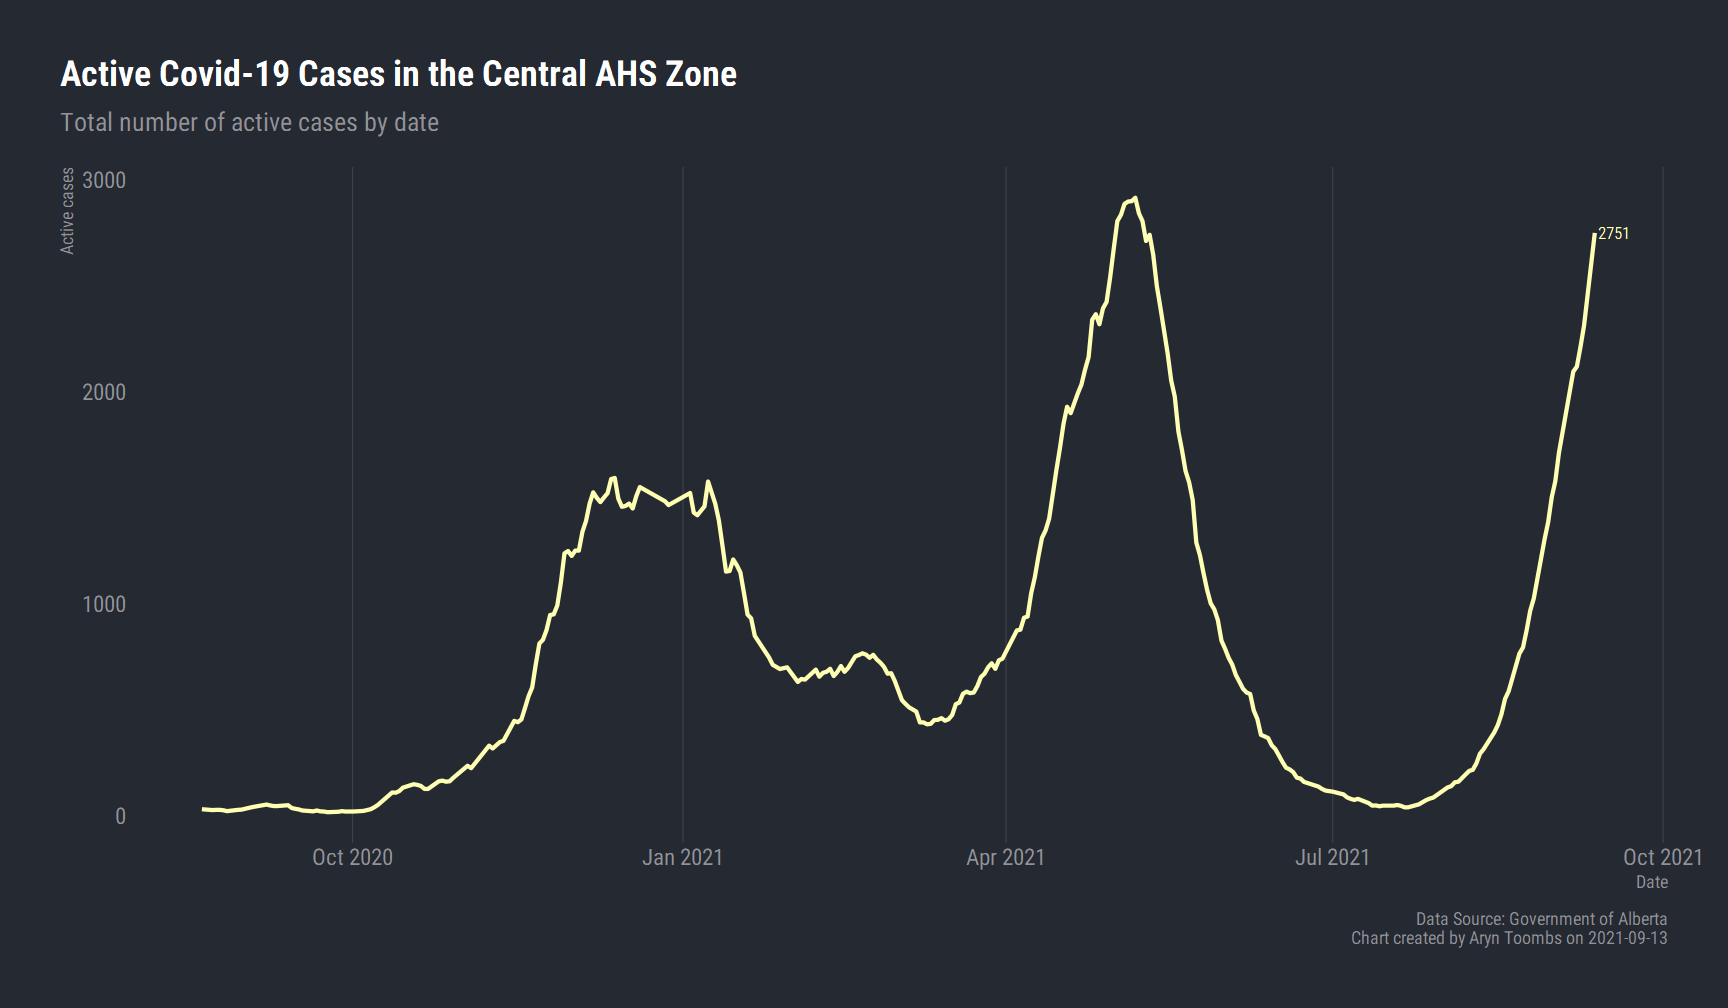 Active Covid-19 Cases in the Central AHS Zone
Total number of active cases by date
Active cases
3000
2000
1000
0
2751
Oct 2020
Jan 2021
Apr 2021
Jul 2021
Oct 2021
Date
Data Source: Government of Alberta
Chart created by Aryn Toombs on 2021-09-13